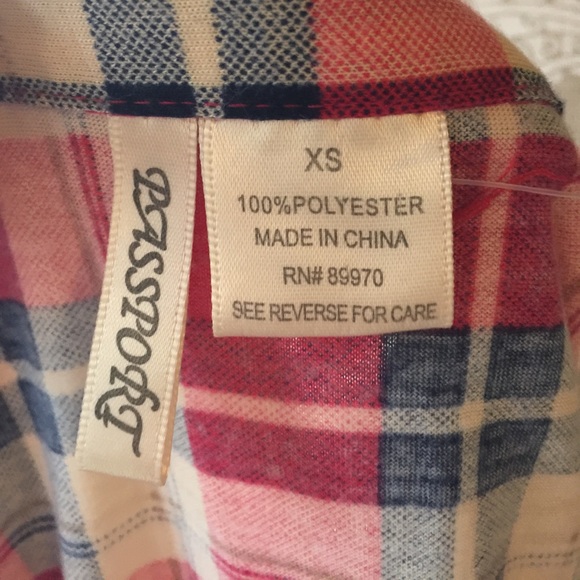 PASSPORT
XS
100%POLYESTER
MADE IN CHINA
RN# 89970
SEE REVERSE FOR CARE